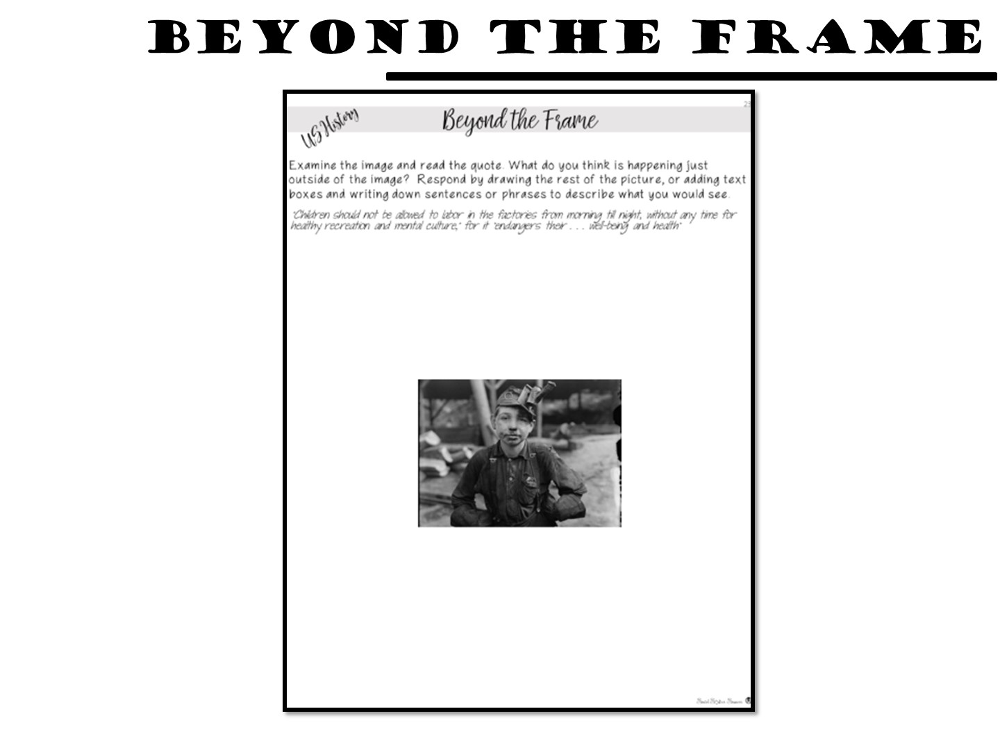 BEYOND THE FRAME
US History
Beyond the Frame
Examine the image and read the quote. What do you think is happening just
outside of the image? Respond by drawing the rest of the picture, or adding text
boxes and writing down sentences or phrases to describe what you would see.
"Children should not be allowed to labor in the factories from morning till night, without any time for
healthy recreation and mental culture," for it "endangers their . . . well-being and health"